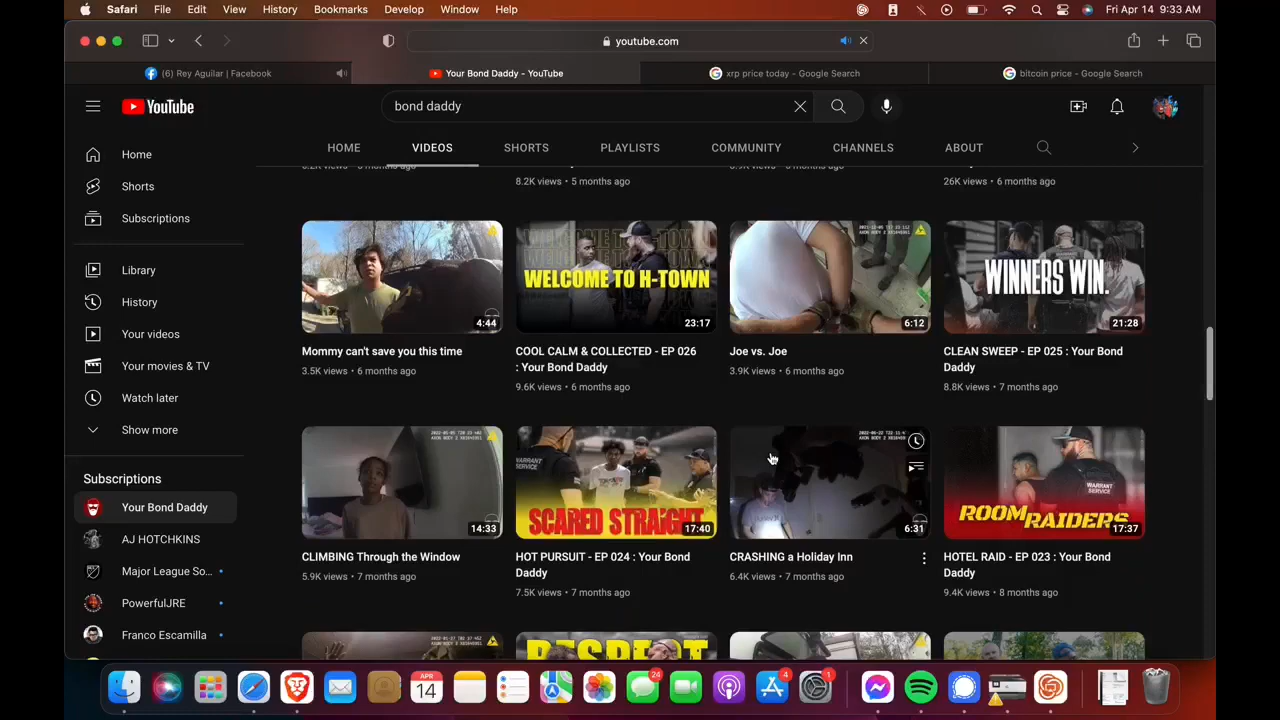 Safari File Edit View History Bookmarks Develop Window Help Fri Apr 14 9:33 AM
youtube.com
(6) Rey Aguilar | Facebook
Your Bond Daddy - YouTube
xrp price today - Google Search
bitcoin price - Google Search
YouTube
bond daddy
HOME VIDEOS SHORTS PLAYLISTS COMMUNITY CHANNELS ABOUT
Home
Shorts
Subscriptions
Library
History
Your videos
Your movies & TV
Watch later
Show more
Subscriptions
Your Bond Daddy
AJ HOTCHKINS
Major League So...
PowerfulJRE
Franco Escamilla
8.2K views • 5 months ago
26K views • 6 months ago
4:44
Mommy can't save you this time
3.5K views • 6 months ago
WELCOME TO H-TOWN
23:17
COOL CALM & COLLECTED - EP 026
: Your Bond Daddy
9.6K views • 6 months ago
6:12
Joe vs. Joe
3.9K views • 6 months ago
WINNERS WIN.
21:28
CLEAN SWEEP - EP 025 : Your Bond
Daddy
8.8K views • 7 months ago
14:33
CLIMBING Through the Window
5.9K views • 7 months ago
WARRANT
SERVICE
SCARED STRAIGHT
17:40
HOT PURSUIT - EP 024 : Your Bond
Daddy
7.5K views • 7 months ago
6:31
CRASHING a Holiday Inn
6.4K views • 7 months ago
WARRANT
SERVICE
ROOM RAIDERS
17:37
HOTEL RAID - EP 023 : Your Bond
Daddy
9.4K views • 8 months ago
RESPECT
APR
14
24
4
1